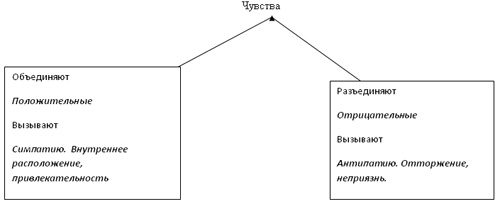 Чувства
Объединяют
Положительные
Вызывают
Симпатию. Внутреннее
расположение,
привлекательность
Разъединяют
Отрицательные
Вызывают
Антипатию. Отторжение,
неприязнь.